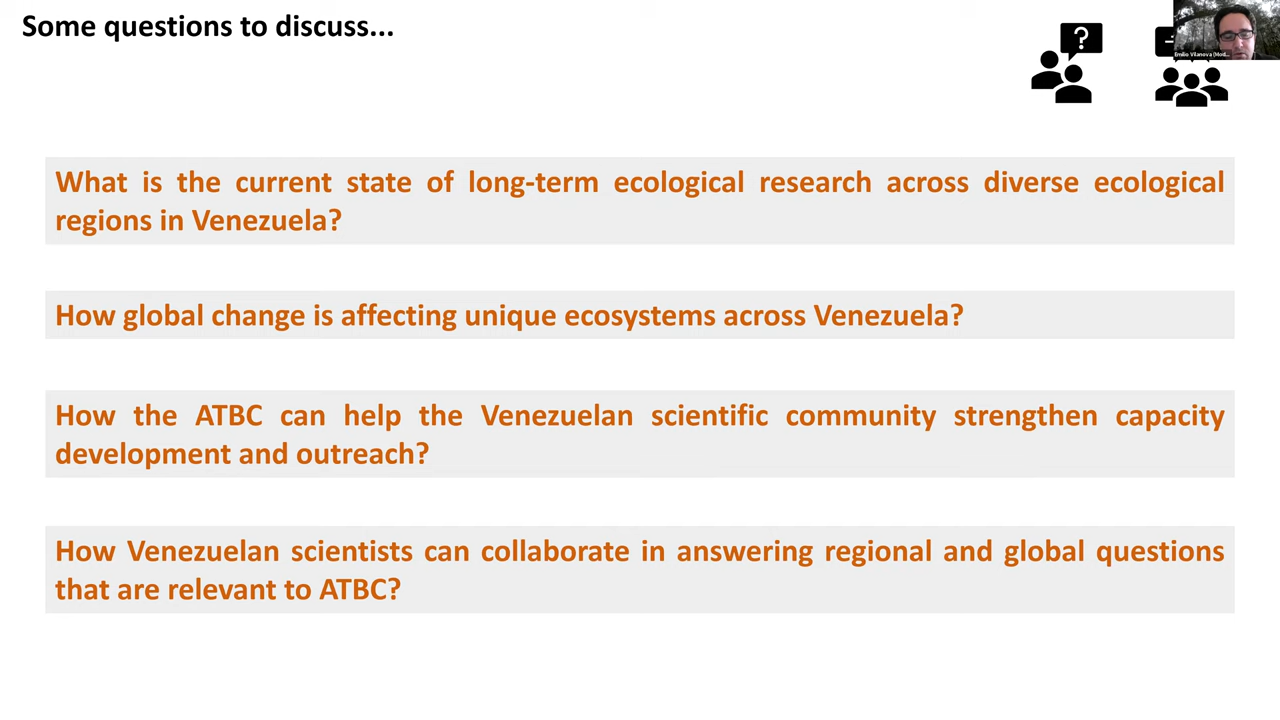 Some questions to discuss...
?
Emilio Vilanova (Mod...
What is the current state of long-term ecological research across diverse ecological
regions in Venezuela?
How global change is affecting unique ecosystems across Venezuela?
How the ATBC can help the Venezuelan scientific community strengthen capacity
development and outreach?
How Venezuelan scientists can collaborate in answering regional and global questions
that are relevant to ATBC?